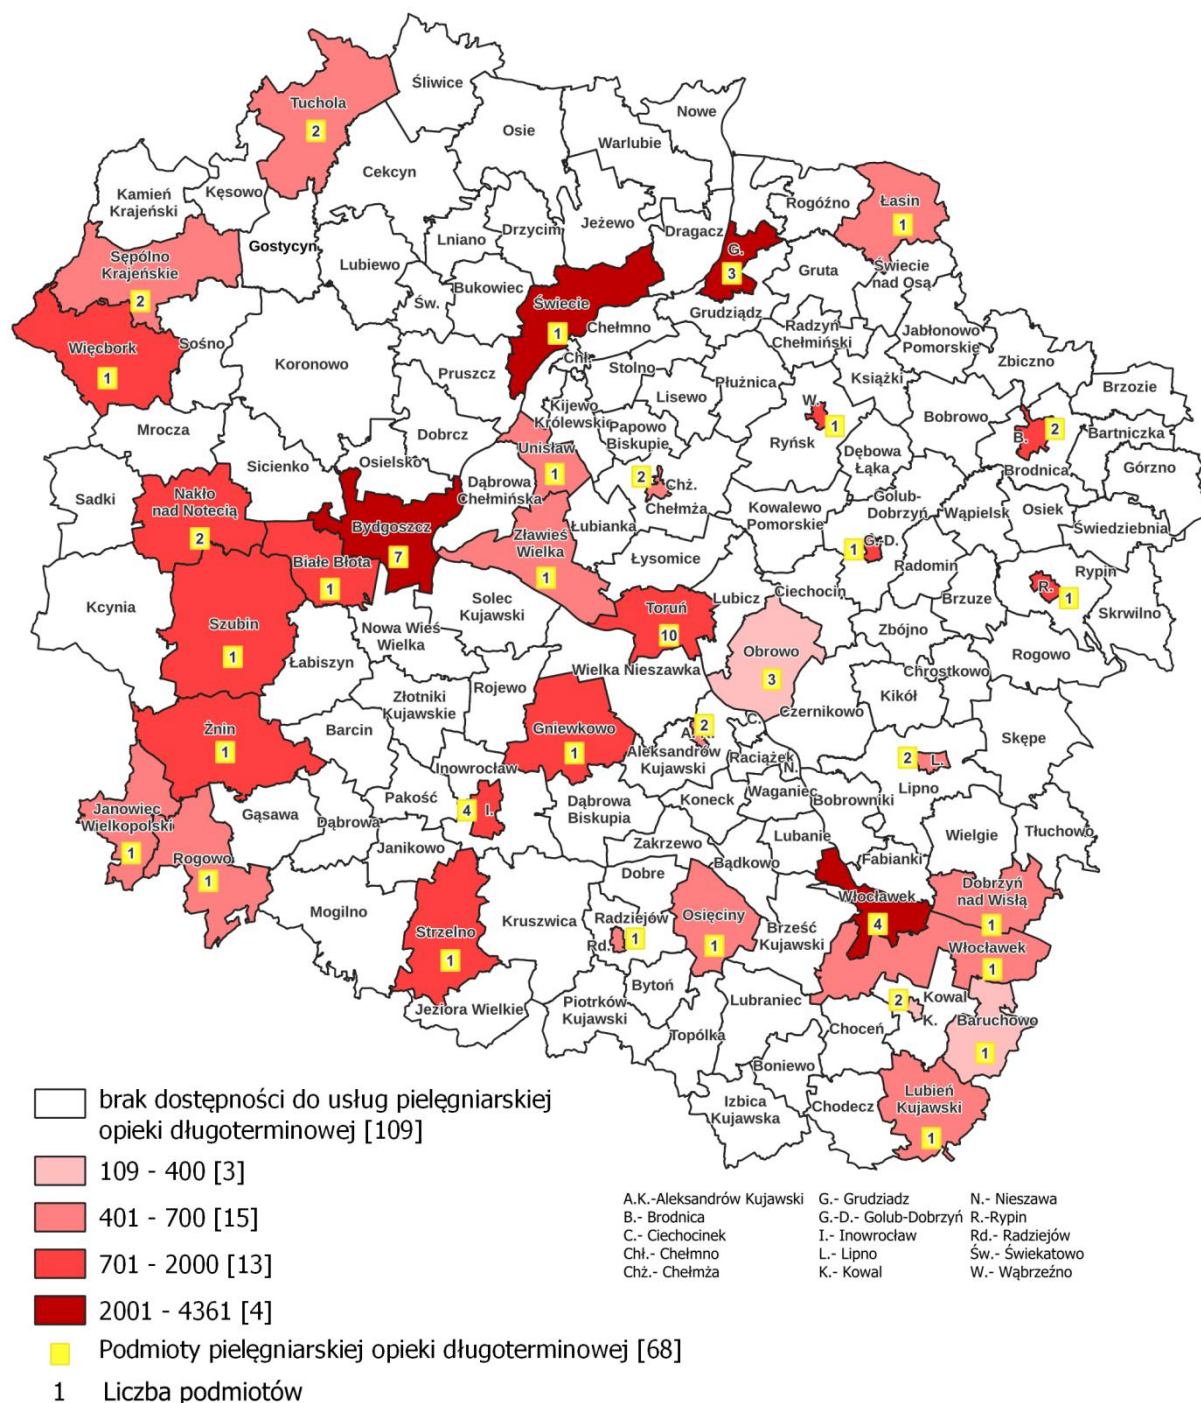 Śliwice
Nowe
Tuchola
2
Osie
Warlubie
Cekcyn
Kęsowo
Kamień
Krajeński
Rogóźno
Łasin
1
Jeżewo
Drzycim
Lniano
Dragacz
Gostycyn
Lubiewo
G.
3
Sępólno
Krajeńskie
2
Gruta
Świecie
nad Osą
Św.
Bukowiec
Świecie
1
Chełmno
Grudziądz
Radzyń
Chełmiński
Jabłonowo
Pomorskie
Więcbork
1
Sośno
Koronowo
Pruszcz
Chł.
Stolno
Płużnica
Książki
Zbiczno
Brzozie
Lisewo
Kijewo
Królewskie
Papowo
Biskupie
W.
1
Bobrowo
B.
2
Bartniczka
Mrocza
Dobrcz
Unisław
1
Ryńsk
Dębowa
Łąka
Brodnica
Górzno
Sicienko
Osielsko
Dąbrowa
Chełmińska
2
Chż.
Chełmża
Sadki
Nakło
nad Notecią
2
Golub-
Dobrzyń
Kowalewo
Pomorskie
Wąpielsk
Osiek
Świedziebnia
Bydgoszcz
7
Łubianka
Zławieś
Wielka
1
Białe Błota
1
Łysomice
1
G.-D.
Radomin
Rypin
R.
1
Kcynia
Solec
Kujawski
Toruń
10
Lubicz
Ciechocin
Brzuze
Skrwilno
Szubin
1
Nowa Wieś
Wielka
Obrowo
3
Zbójno
Rogowo
Łabiszyn
Wielka Nieszawka
Chrostkowo
Kikół
Złotniki
Kujawskie
Rojewo
Gniewkowo
1
Czernikowo
Żnin
1
Barcin
2
A.K.
C.
Aleksandrów
Kujawski
Raciążek
N.
Skępe
2
L.
Lipno
Inowrocław
4
I.
Pakość
Dąbrowa
Biskupia
Koneck
Waganiec
Bobrowniki
Janowiec
Wielkopolski
1
Gąsawa
Dąbrowa
Rogowo
1
Janikowo
Zakrzewo
Lubanie
Wielgie
Tłuchowo
Bądkowo
Fabianki
Dobre
Dobrzyń
nad Wisłą
1
Włocławek
4
Mogilno
Strzelno
1
Kruszwica
Radziejów
Rd.
1
Osięciny
1
Brześć
Kujawski
Włocławek
1
Bytoń
Jeziora Wielkie
Piotrków
Kujawski
Lubraniec
2
Kowal
K.
Baruchowo
1
Choceń
Topólka
Boniewo
Lubień
Kujawski
1
Izbica
Kujawska
Chodecz
brak dostępności do usług pielęgniarskiej
opieki długoterminowej [109]
109 - 400 [3]
401 - 700 [15]
701 - 2000 [13]
2001 - 4361 [4]
Podmioty pielęgniarskiej opieki długoterminowej [68]
1 Liczba podmiotów
A.K.-Aleksandrów Kujawski G.- Grudziadz N.- Nieszawa
B.- Brodnica G.-D.- Golub-Dobrzyń R.-Rypin
C.- Ciechocinek I.- Inowrocław Rd.- Radziejów
Chł.- Chełmno L.- Lipno Św.- Świekatowo
Chż.- Chełmża K.- Kowal W.- Wąbrzeźno